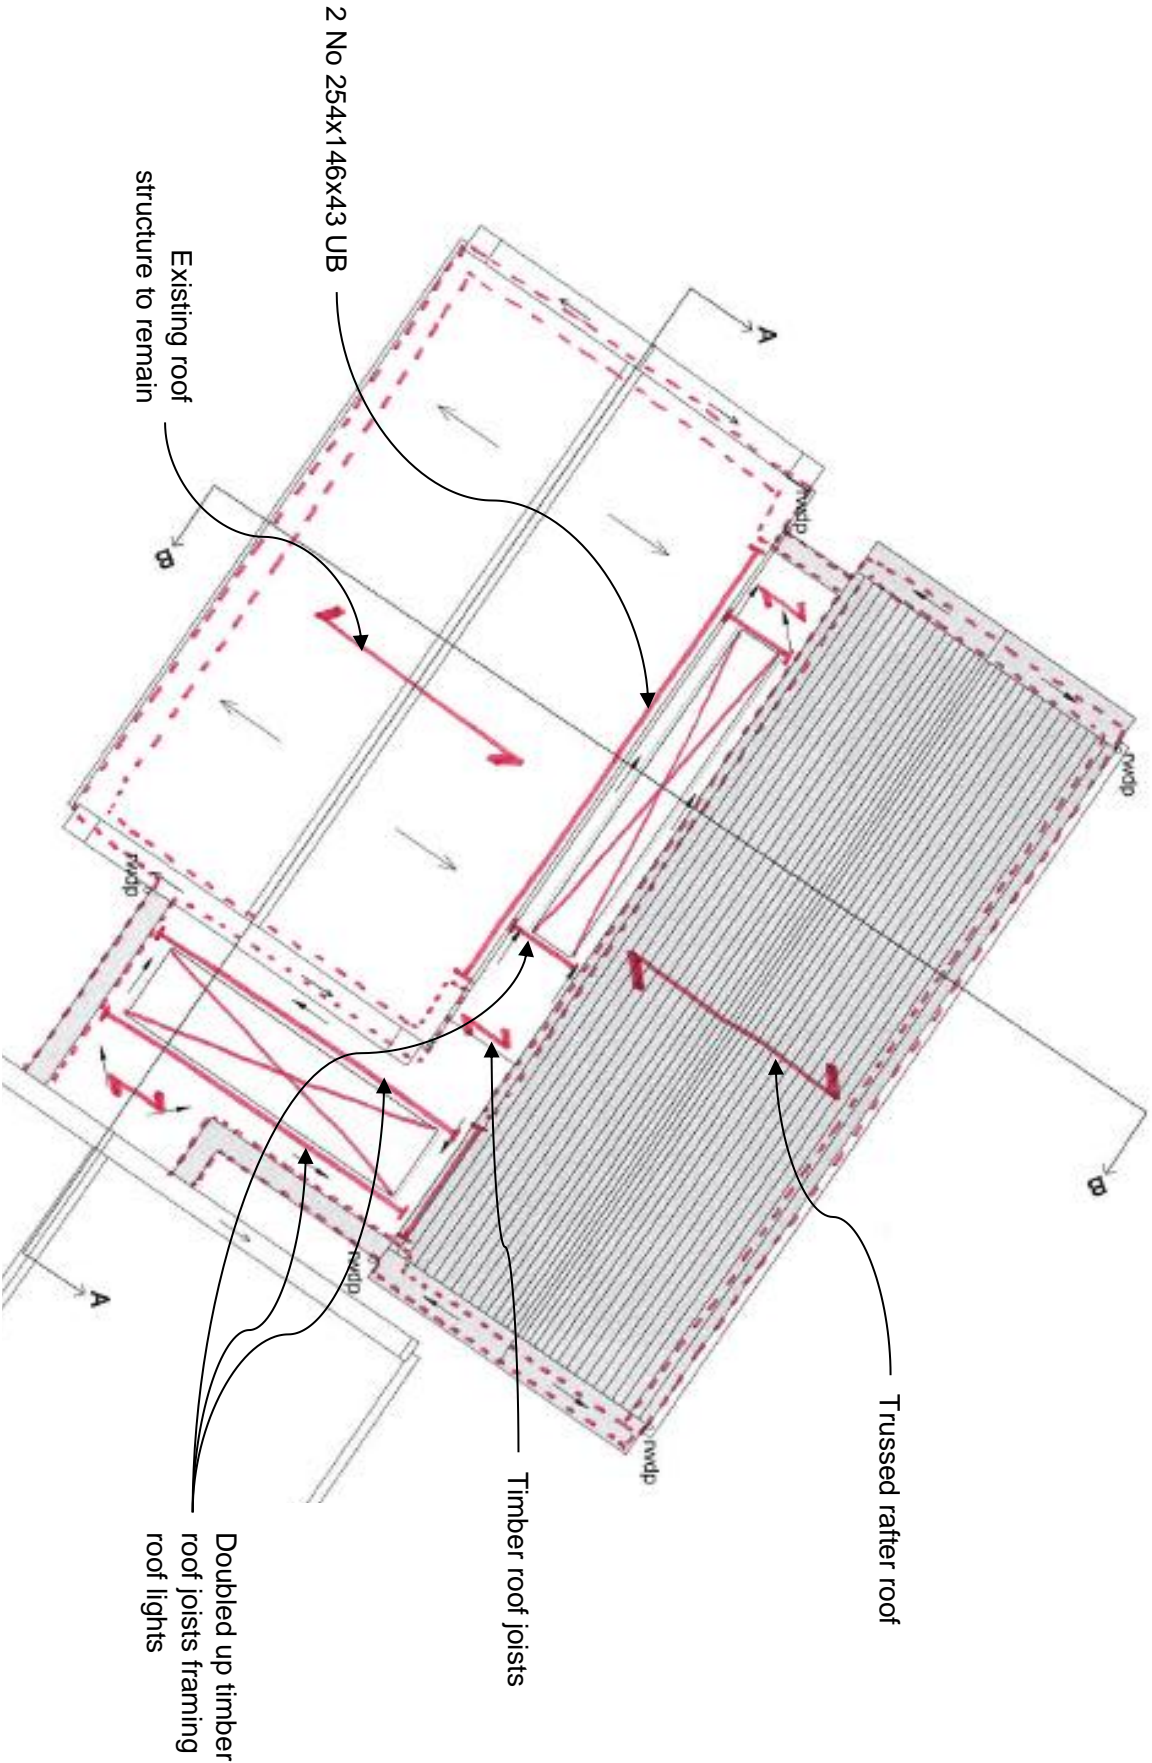 2 No 254x146x43 UB
Existing roof
structure to remain
Trussed rafter roof
Timber roof joists
Doubled up timber
roof joists framing
roof lights
A
A
B
B
rwdp
rwdp
rwdp
rwdp
rwdp